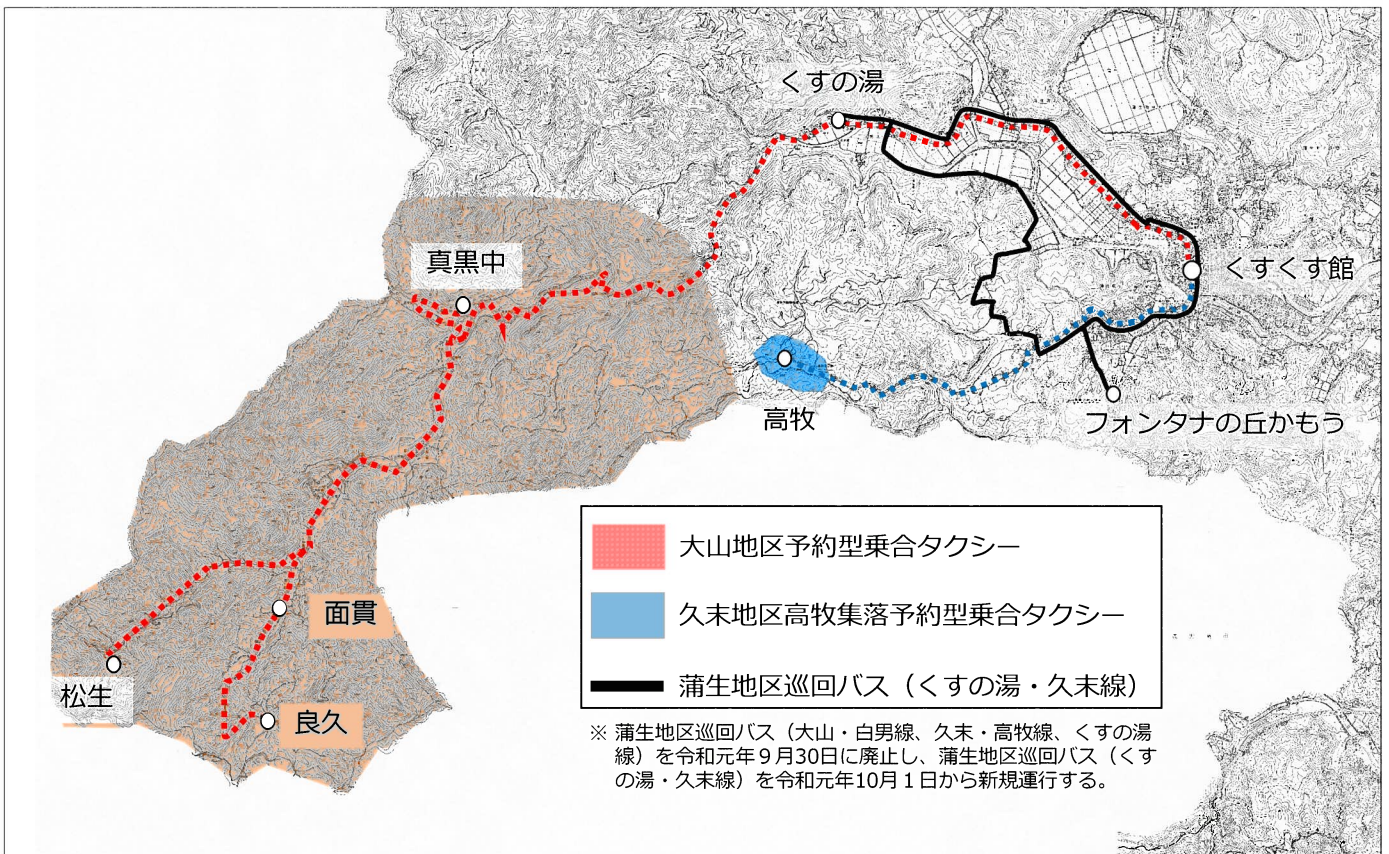 くすの湯
真黒中
くすくす館
高牧
フォンタナの丘かもう
大山地区予約型乗合タクシー
久末地区高牧集落予約型乗合タクシー
蒲生地区巡回バス（くすの湯・久末線）
面貫
松生
良久
※ 蒲生地区巡回バス（大山・白男線、久末・高牧線、くすの湯
線）を令和元年９月30日に廃止し、蒲生地区巡回バス（くす
の湯・久末線）を令和元年10月１日から新規運行する。